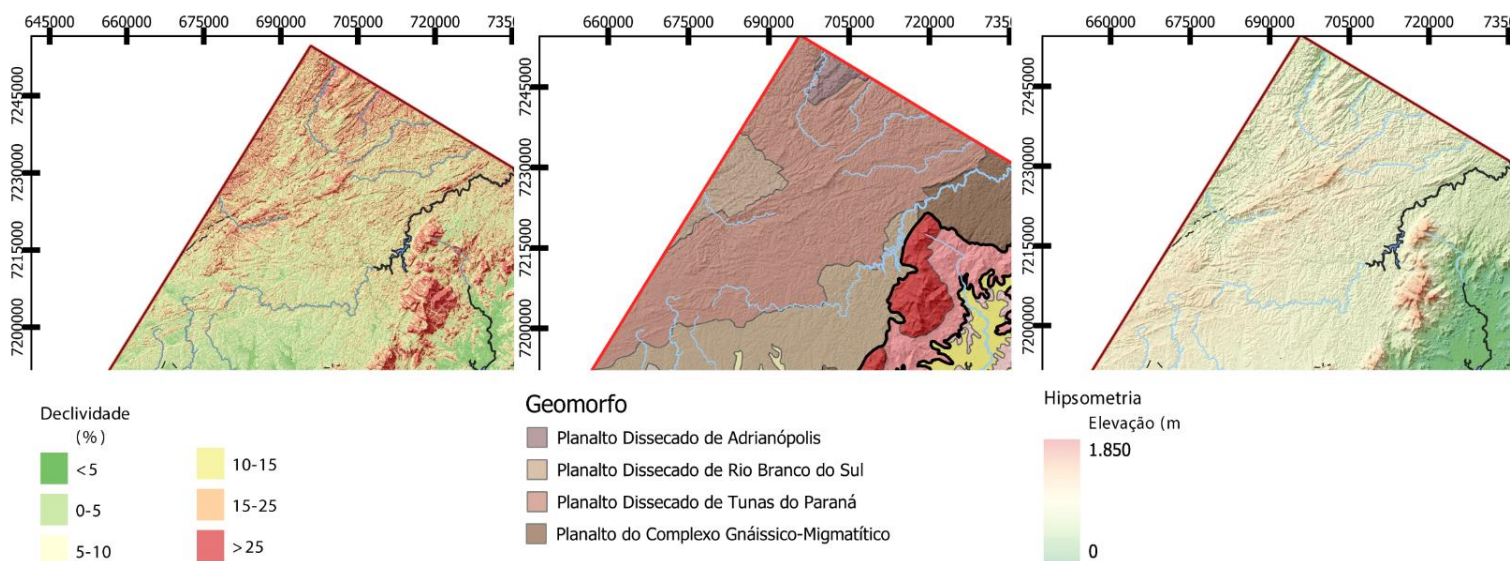 645000 660000 675000 690000 705000 720000 735
660000 675000 690000 705000 720000 735
660000 675000 690000 705000 720000 735
7245000
7230000
7215000
7200000
7245000
7230000
7215000
7200000
7245000
7230000
7215000
7200000
Declividade
(%)
<5
0-5
5-10
10-15
15-25
>25
Geomorfo
Planalto Dissecado de Adrianópolis
Planalto Dissecado de Rio Branco do Sul
Planalto Dissecado de Tunas do Paraná
Planalto do Complexo Gnáissico-Migmatítico
Hipsometria
Elevação (m
1.850
0